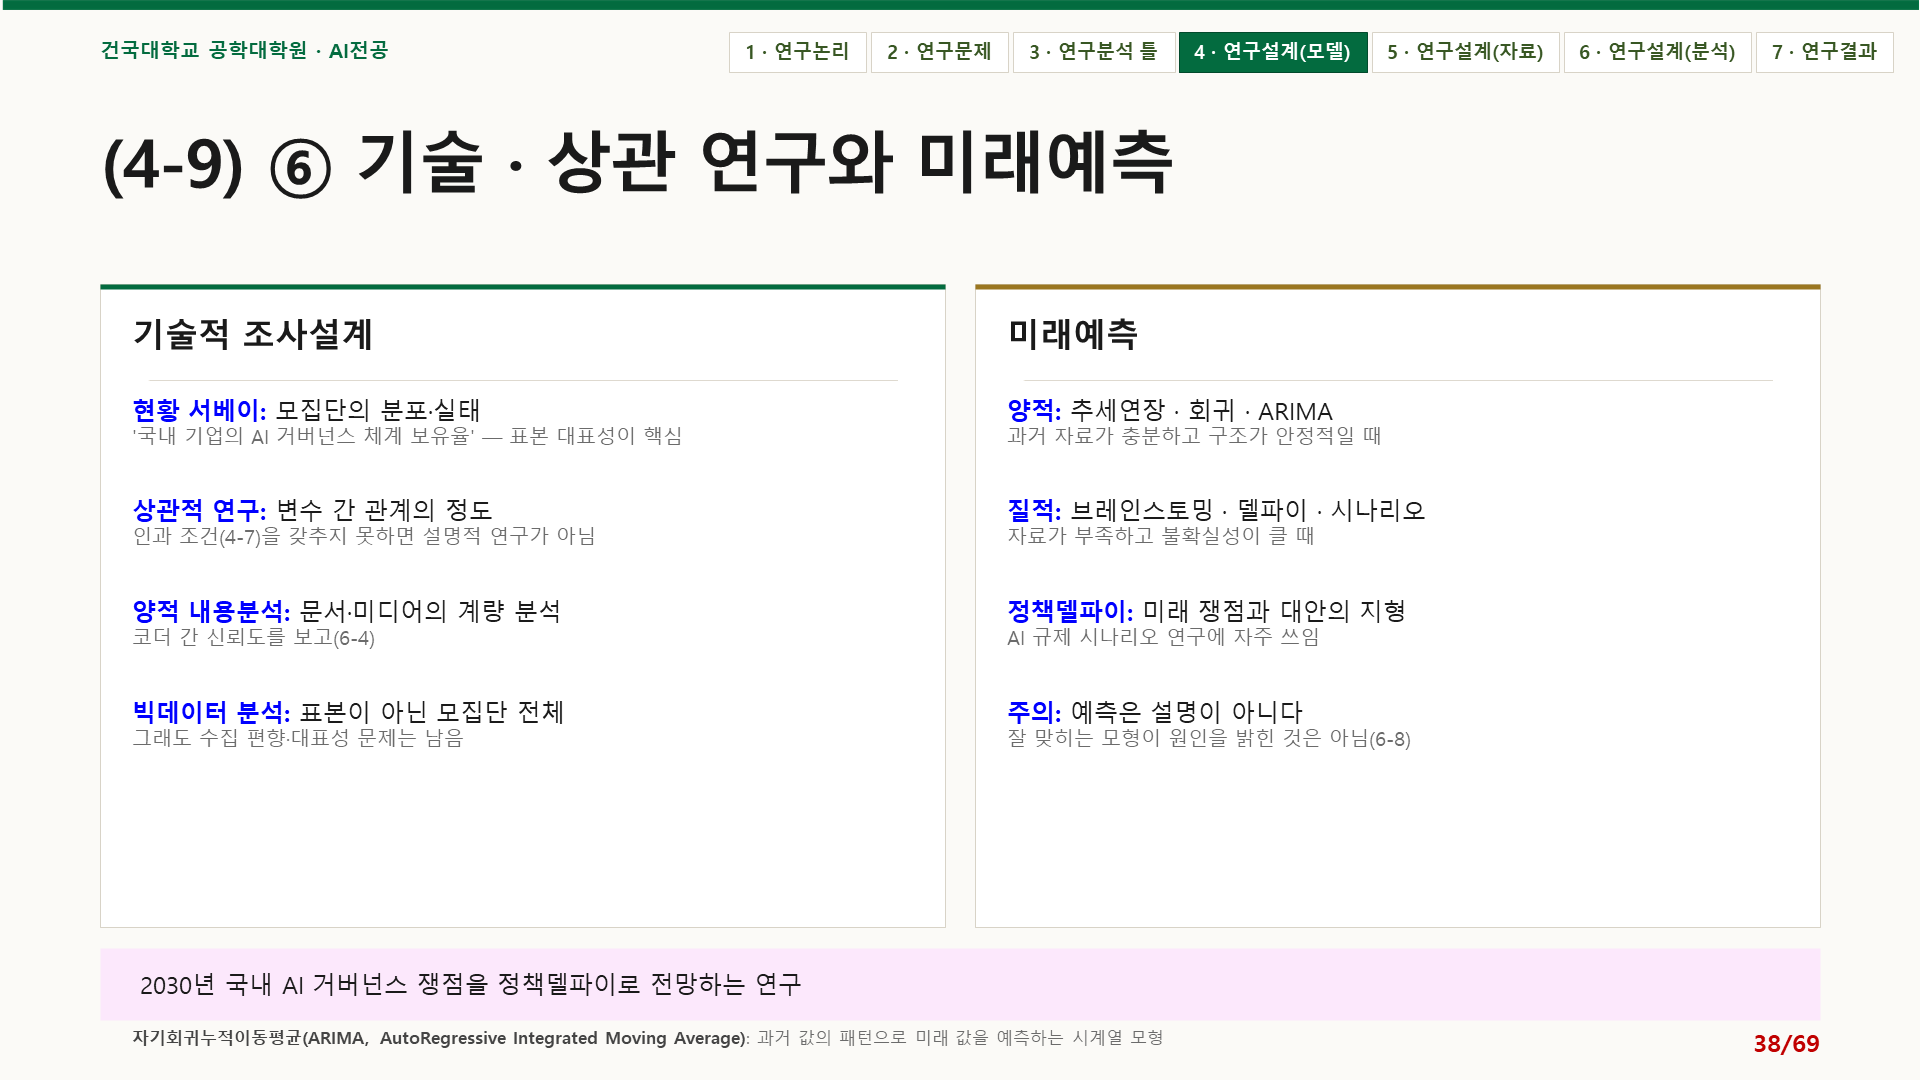 건국대학교 공학대학원 · AI전공
1 · 연구논리
2 · 연구문제
3 · 연구분석 틀
4 · 연구설계(모델)
5 · 연구설계(자료)
6 · 연구설계(분석)
7 · 연구결과
(4-9) ⑥ 기술 · 상관 연구와 미래예측
기술적 조사설계
현황 서베이: 모집단의 분포·실태
'국내 기업의 AI 거버넌스 체계 보유율' — 표본 대표성이 핵심
상관적 연구: 변수 간 관계의 정도
인과 조건(4-7)을 갖추지 못하면 설명적 연구가 아님
양적 내용분석: 문서·미디어의 계량 분석
코더 간 신뢰도를 보고(6-4)
빅데이터 분석: 표본이 아닌 모집단 전체
그래도 수집 편향·대표성 문제는 남음
미래예측
양적: 추세연장 · 회귀 · ARIMA
과거 자료가 충분하고 구조가 안정적일 때
질적: 브레인스토밍 · 델파이 · 시나리오
자료가 부족하고 불확실성이 클 때
정책델파이: 미래 쟁점과 대안의 지형
AI 규제 시나리오 연구에 자주 쓰임
주의: 예측은 설명이 아니다
잘 맞히는 모형이 원인을 밝힌 것은 아님(6-8)
2030년 국내 AI 거버넌스 쟁점을 정책델파이로 전망하는 연구
자기회귀누적이동평균(ARIMA, AutoRegressive Integrated Moving Average): 과거 값의 패턴으로 미래 값을 예측하는 시계열 모형
38/69